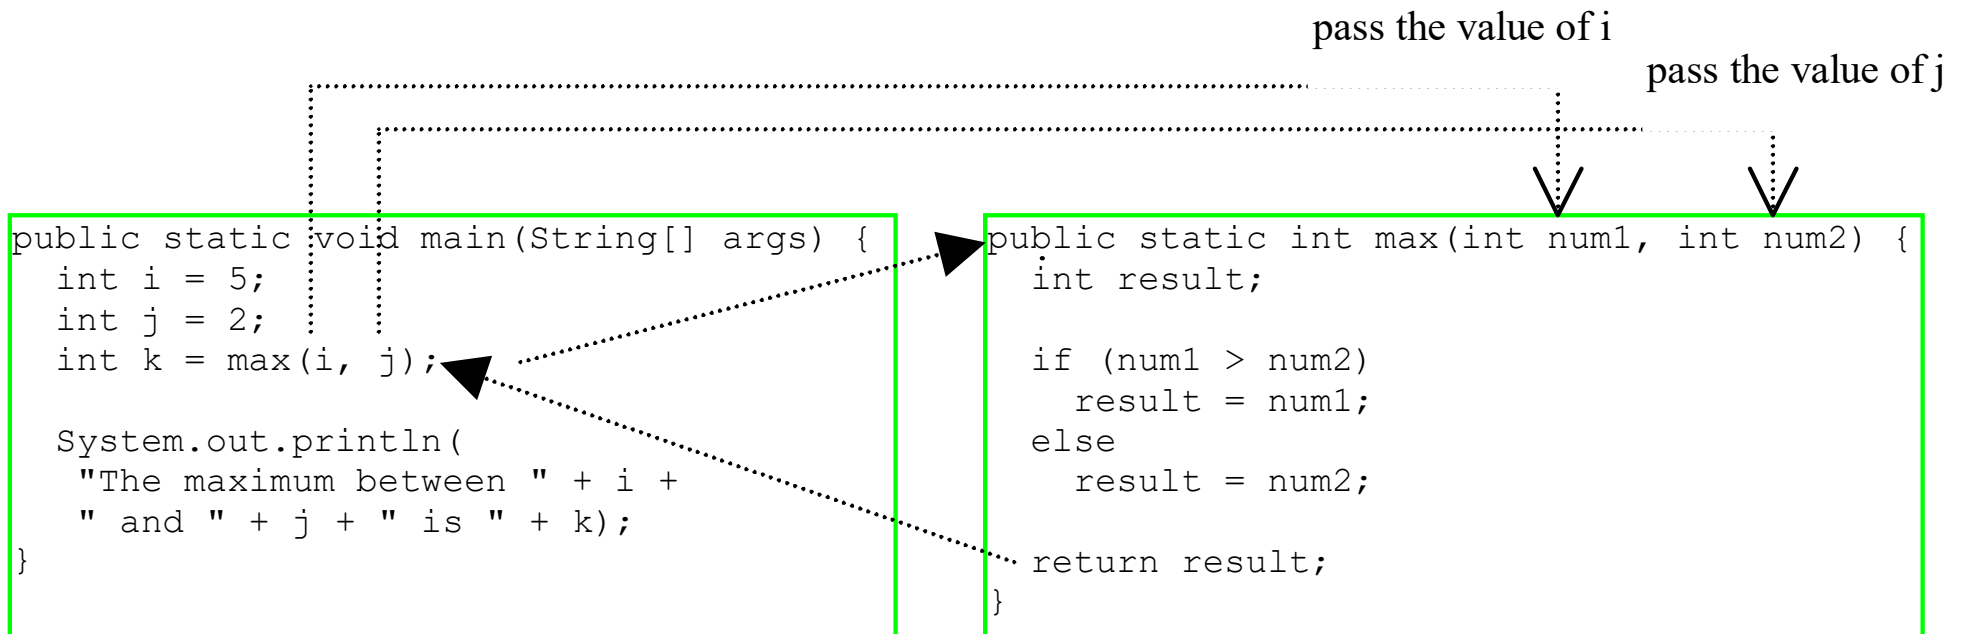 pass the value of i
pass the value of j
public static void main(String[] args) {
  int i = 5;
  int j = 2;
  int k = max(i, j);

  System.out.println(
   "The maximum between " + i +
   " and " + j + " is " + k);
}
public static int max(int num1, int num2) {
  int result;

  if (num1 > num2)
    result = num1;
  else
    result = num2;

  return result;
}